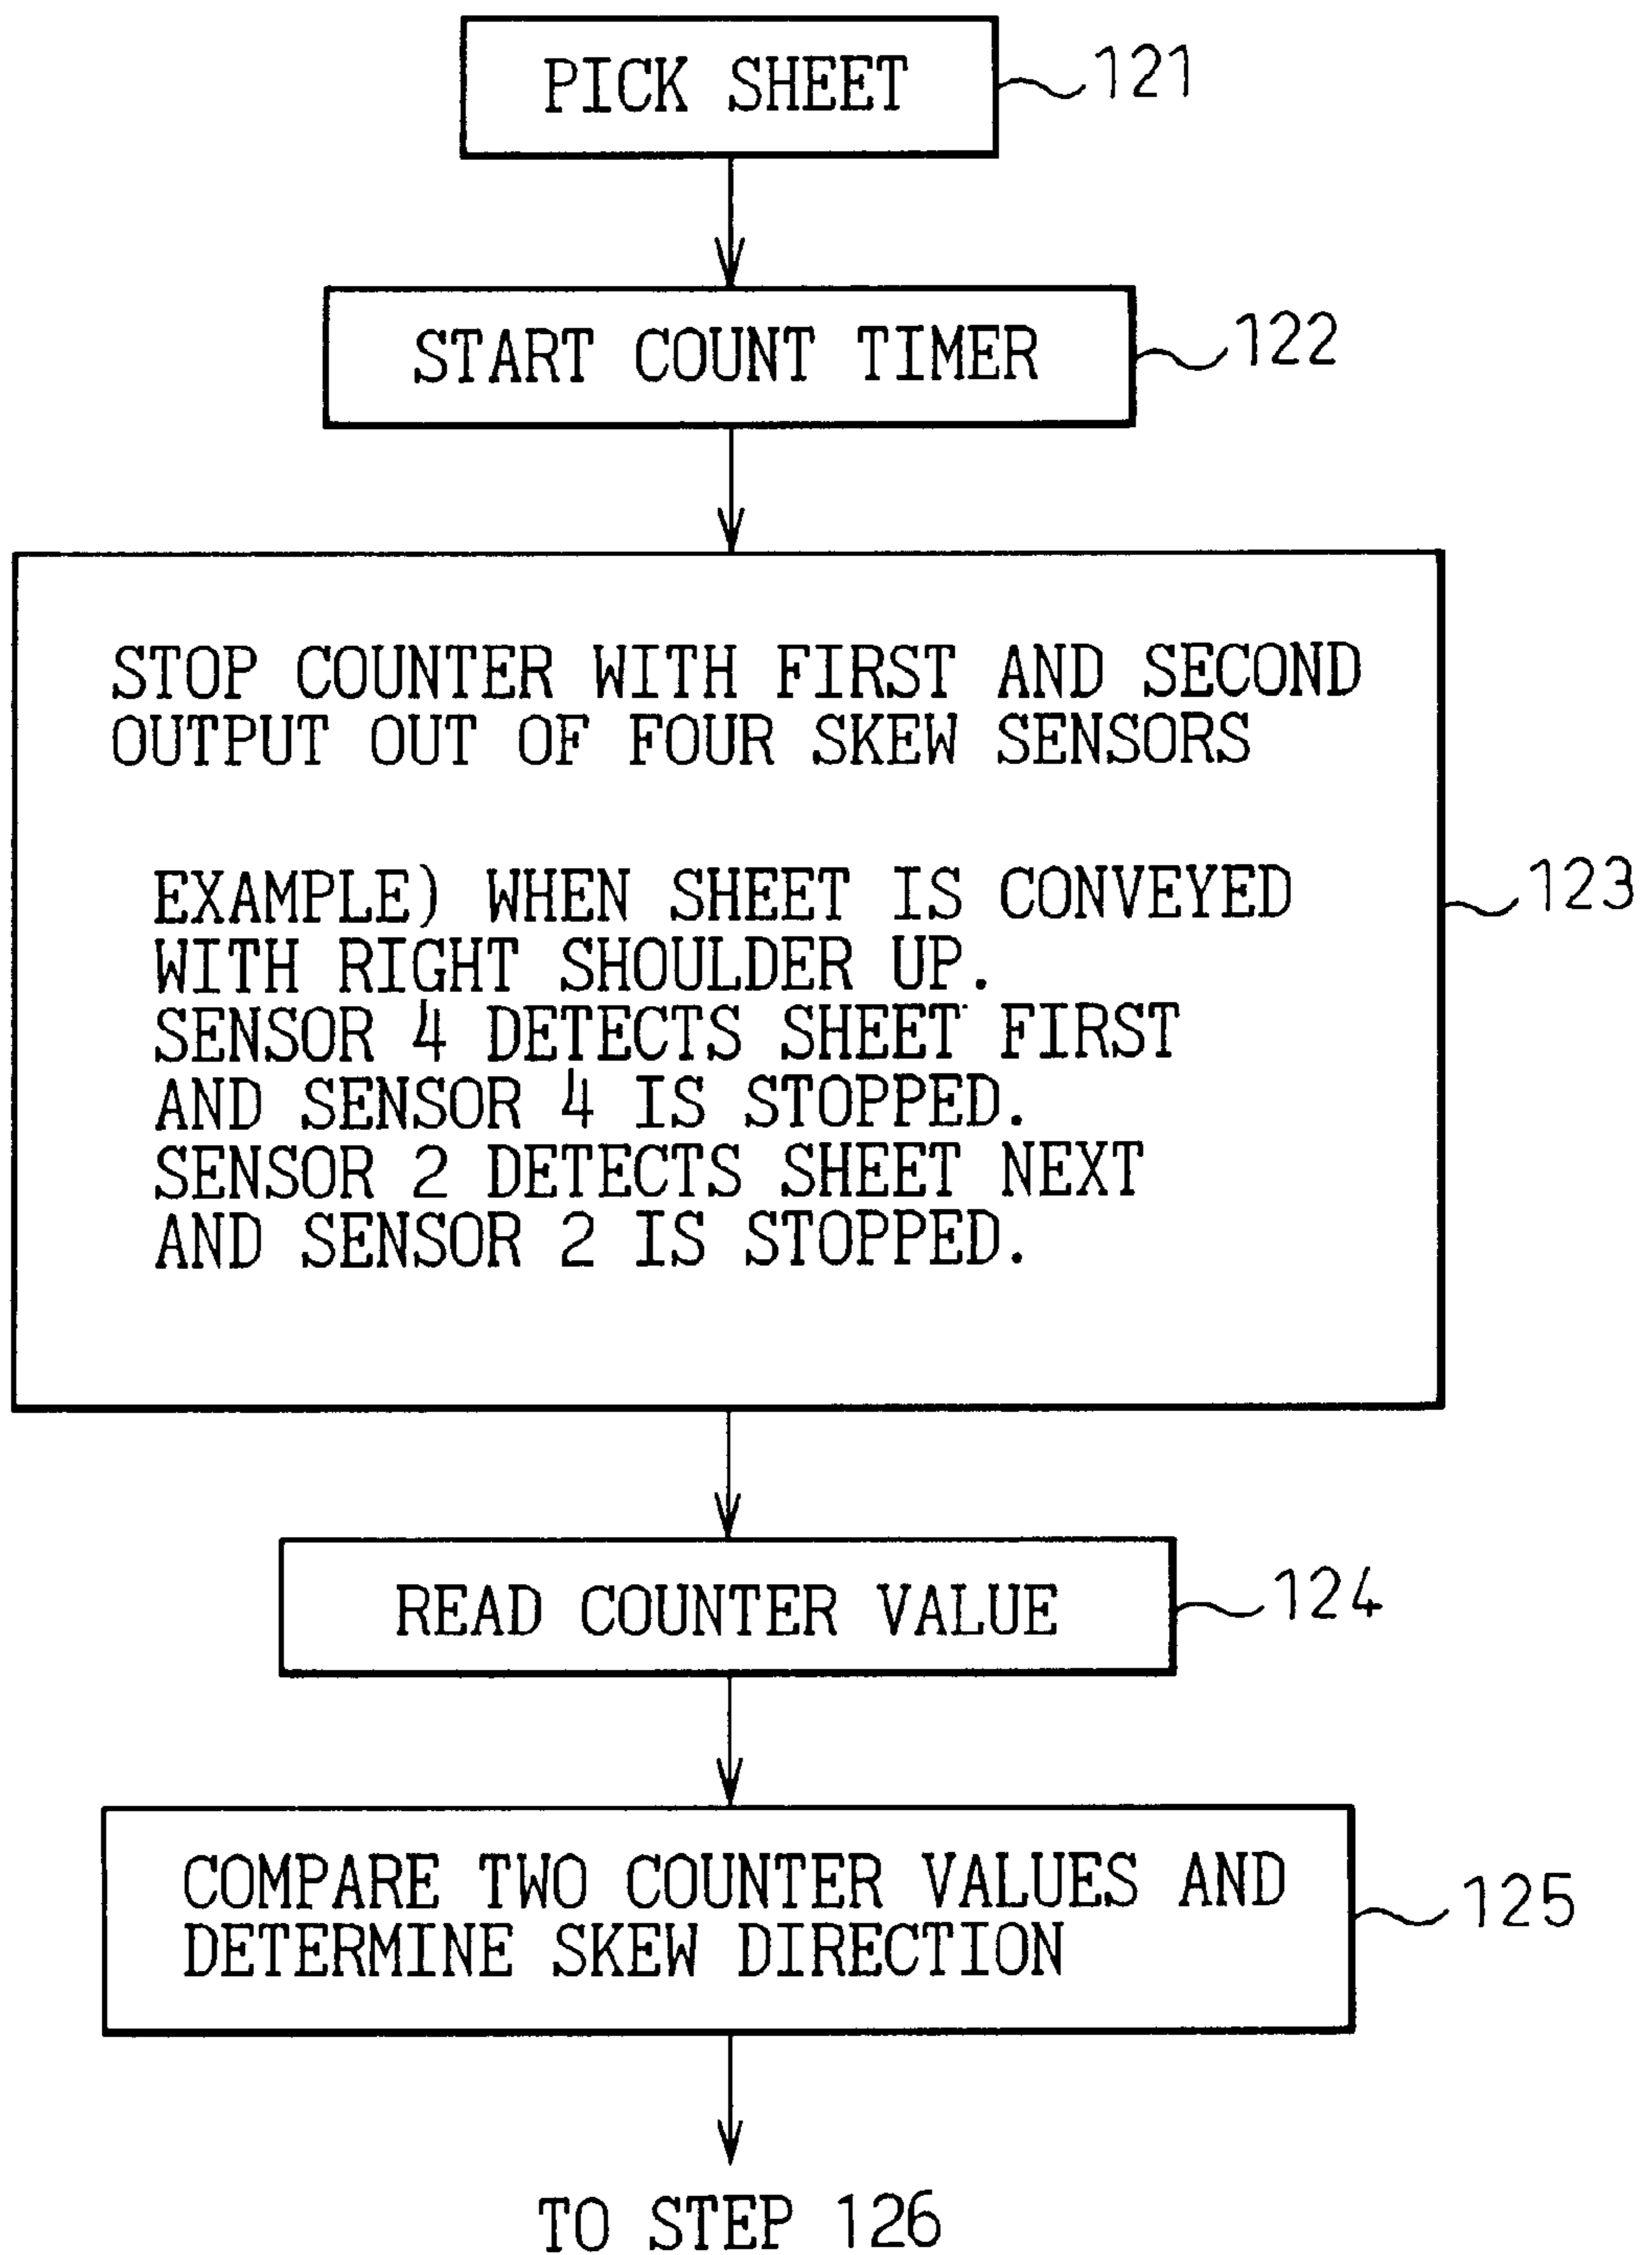 PICK SHEET
121
START COUNT TIMER
122
STOP COUNTER WITH FIRST AND SECOND
OUTPUT OUT OF FOUR SKEW SENSORS
EXAMPLE) WHEN SHEET IS CONVEYED
WITH RIGHT SHOULDER UP.
SENSOR 4 DETECTS SHEET FIRST
AND SENSOR 4 IS STOPPED.
SENSOR 2 DETECTS SHEET NEXT
AND SENSOR 2 IS STOPPED.
123
READ COUNTER VALUE
124
COMPARE TWO COUNTER VALUES AND
DETERMINE SKEW DIRECTION
125
TO STEP 126